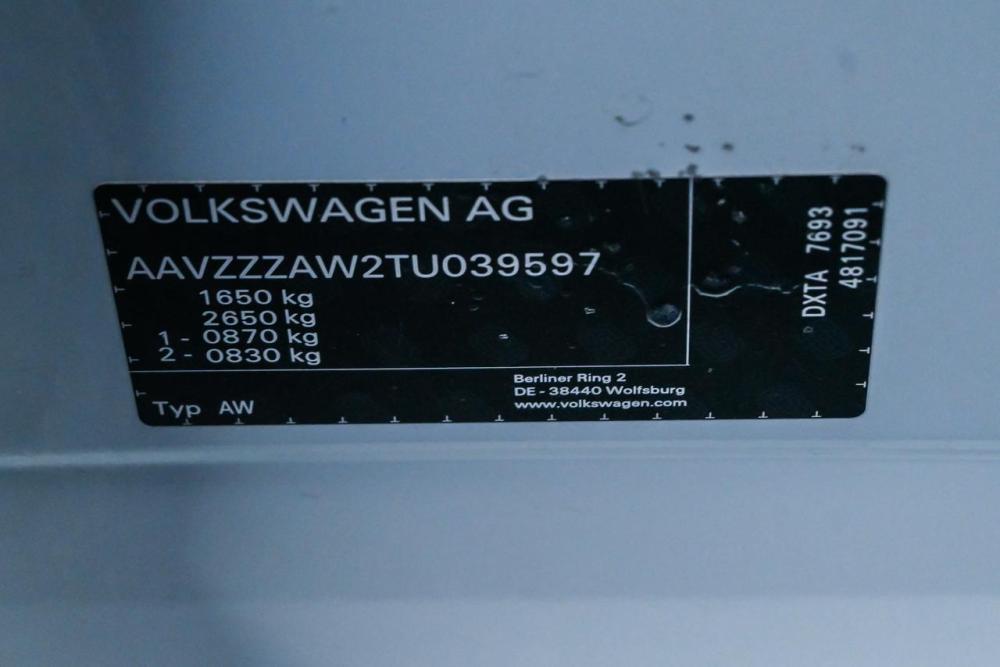 VOLKSWAGEN AG
AAVZZZAW2TU039597
1650 kg
2650 kg
1 - 0870 kg
2 - 0830 kg
Typ AW
Berliner Ring 2
DE - 38440 Wolfsburg
www.volkswagen.com
DXTA 7693
4817091